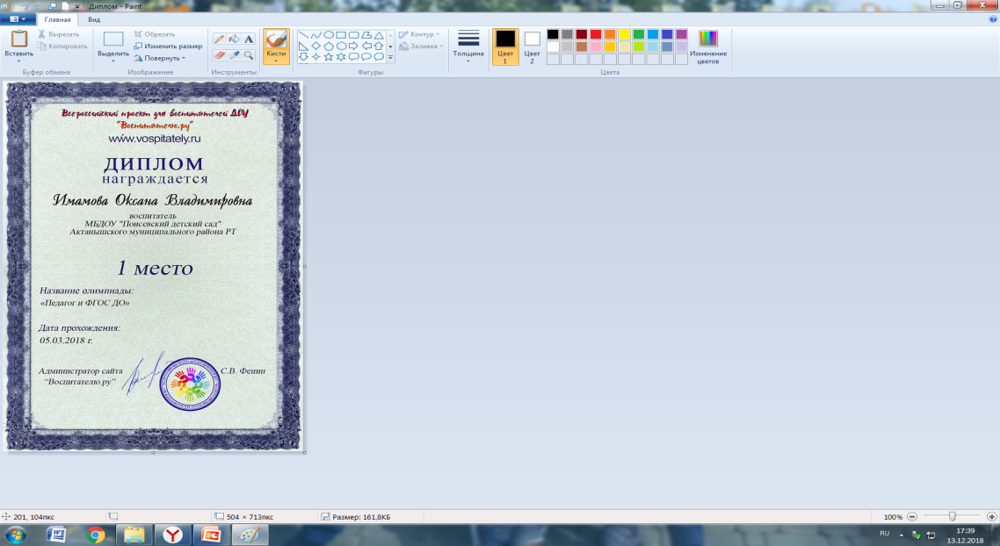 Диплом - Paint
Главная
Вид
Вставить
Вырезать
Копировать
Буфер обмена
Выделить
Обрезать
Изменить размер
Повернуть
Изображение
Инструменты
Кисти
Контур
Заливка
Фигуры
Толщина
Цвет 1
Цвет 2
Изменение цветов
Цвета
Всероссийский проект для воспитателей ДОУ
"Воспитателю.ру"
www.vospitately.ru
ДИПЛОМ
награждается
Имамова Оксана Владимировна
воспитатель
МБДОУ "Поисевский детский сад"
Актанышского муниципального района РТ
1 место
Название олимпиады:
«Педагог и ФГОС ДО»
Дата прохождения:
05.03.2018 г.
Администратор сайта
"Воспитателю.ру"
С.В. Фенин
201, 104пкс
504 × 713пкс
Размер: 161,8КБ
100%
RU
17:39
13.12.2018